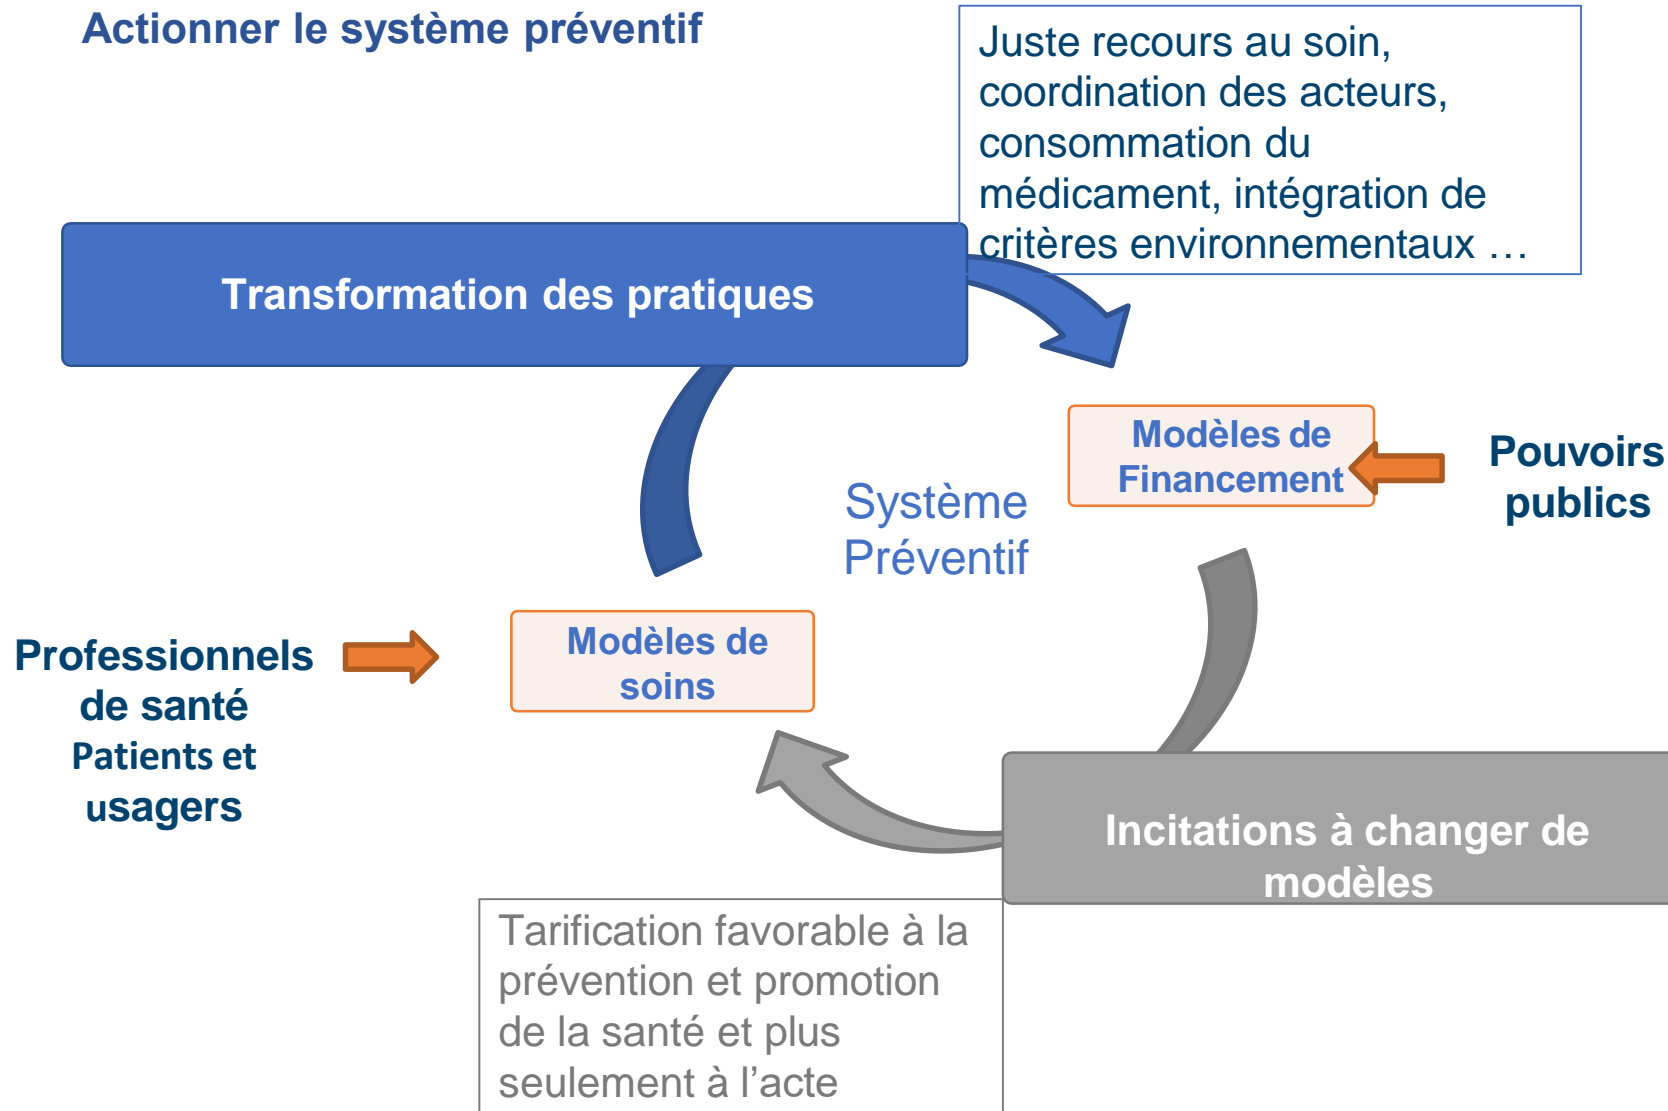 Actionner le système préventif
Juste recours au soin,
coordination des acteurs,
consommation du
médicament, intégration de
critères environnementaux …
Transformation des pratiques
Modèles de
Financement
Pouvoirs
publics
Système
Préventif
Professionnels
de santé
Patients et
usagers
Modèles de
soins
Incitations à changer de
modèles
Tarification favorable à la
prévention et promotion
de la santé et plus
seulement à l’acte